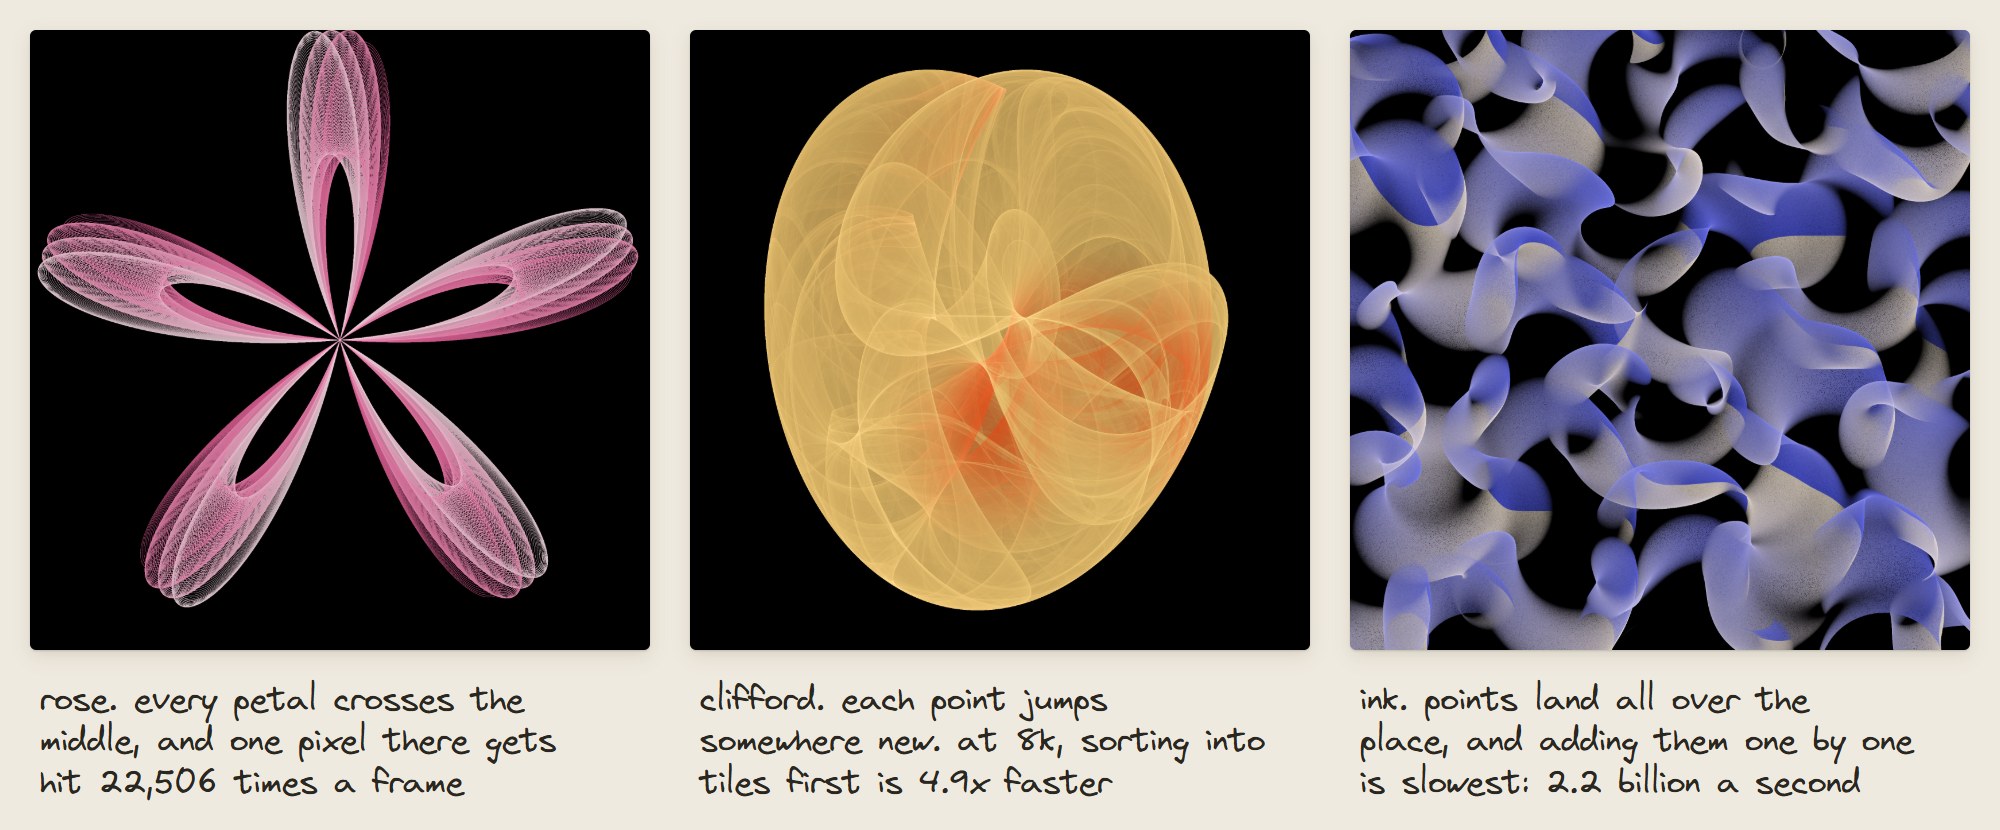 rose. every petal crosses the
middle, and one pixel there gets
hit 22,506 times a frame
clifford. each point jumps
somewhere new. at 8k, sorting into
tiles first is 4.9x faster
ink. points land all over the
place, and adding them one by one
is slowest: 2.2 billion a second